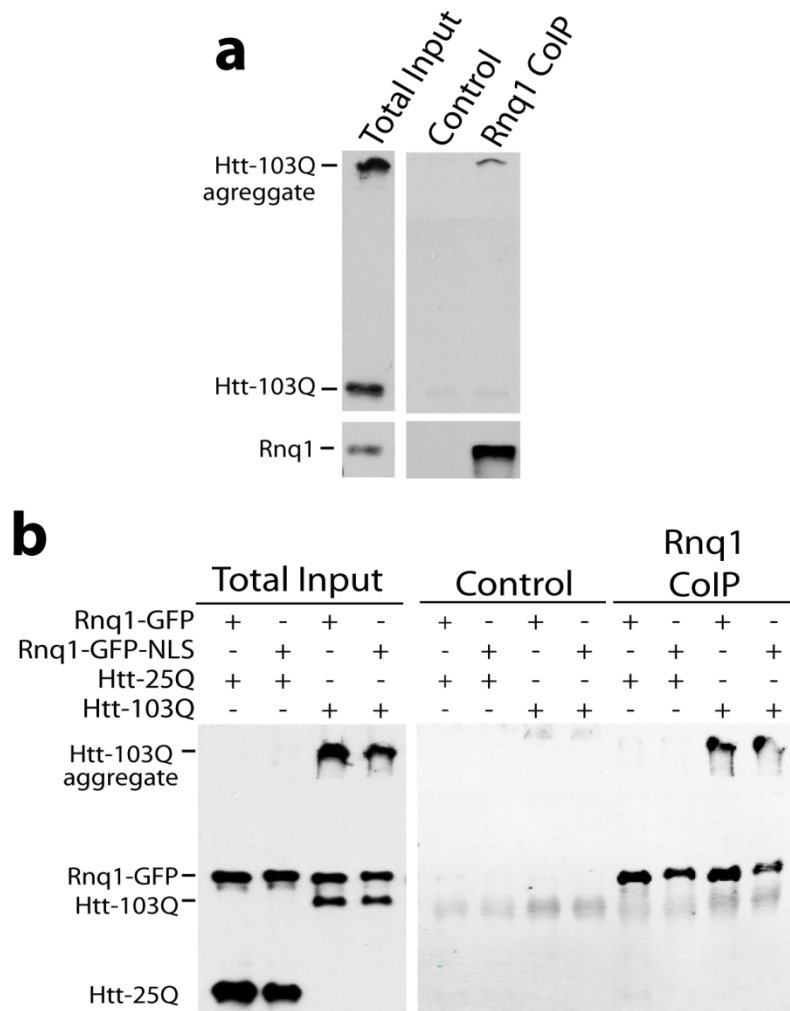 a
Total Input
Control
Rnq1 CoIP
Htt-103Q
agreggate
Htt-103Q
Rnq1
b
Total Input
Control
Rnq1
CoIP
Rnq1-GFP + - + - + - + - + - + -
Rnq1-GFP-NLS - + - + - + - + - + - +
Htt-25Q + + - - + + - - + + - -
Htt-103Q - - + + - - + + - - + +
Htt-103Q
aggregate
Rnq1-GFP
Htt-103Q
Htt-25Q